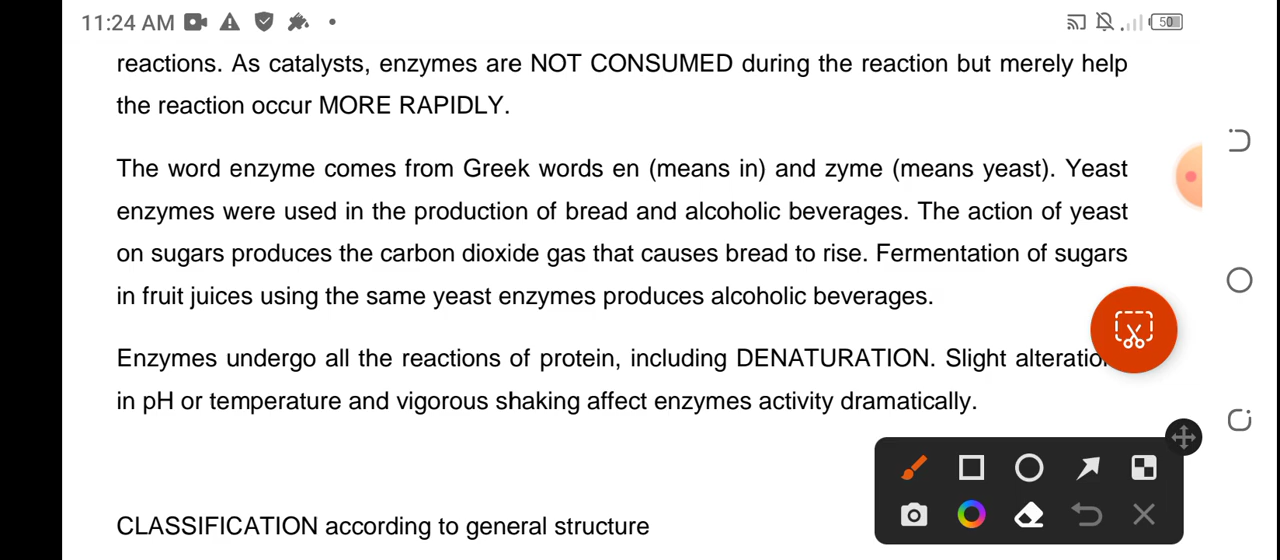 11:24 AM
50
reactions. As catalysts, enzymes are NOT CONSUMED during the reaction but merely help
the reaction occur MORE RAPIDLY.
The word enzyme comes from Greek words en (means in) and zyme (means yeast). Yeast
enzymes were used in the production of bread and alcoholic beverages. The action of yeast
on sugars produces the carbon dioxide gas that causes bread to rise. Fermentation of sugars
in fruit juices using the same yeast enzymes produces alcoholic beverages.
Enzymes undergo all the reactions of protein, including DENATURATION. Slight
in pH or temperature and vigorous shaking affect enzymes activity dramatically.
CLASSIFICATION according to general structure